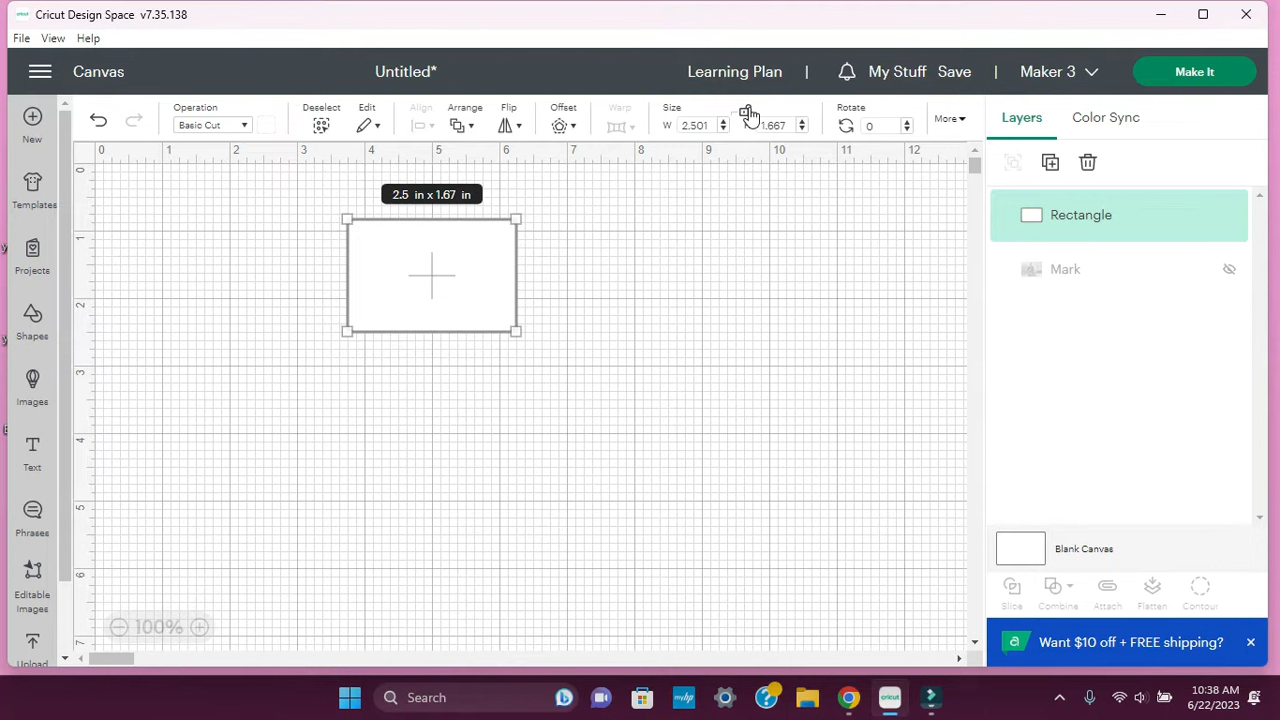 Cricut Design Space v7.35.138
File View Help
Canvas
Untitled*
Learning Plan | My Stuff Save | Maker 3
Make It
Operation
Basic Cut
Deselect
Edit
Align
Arrange
Flip
Offset
Warp
Size
W 2.501
1.667
Rotate
0
More
Layers
Color Sync
New
Templates
Projects
Shapes
Images
Text
Phrases
Editable
Images
Upload
0 1 2 3 4 5 6 7 8 9 10 11 12
0
1
2
3
4
5
6
7
2.5 in x 1.67 in
100%
Rectangle
Mark
Blank Canvas
Slice Combine Attach Flatten Contour
a Want $10 off + FREE shipping?
Search
myhp
cricut
10:38 AM
6/22/2023